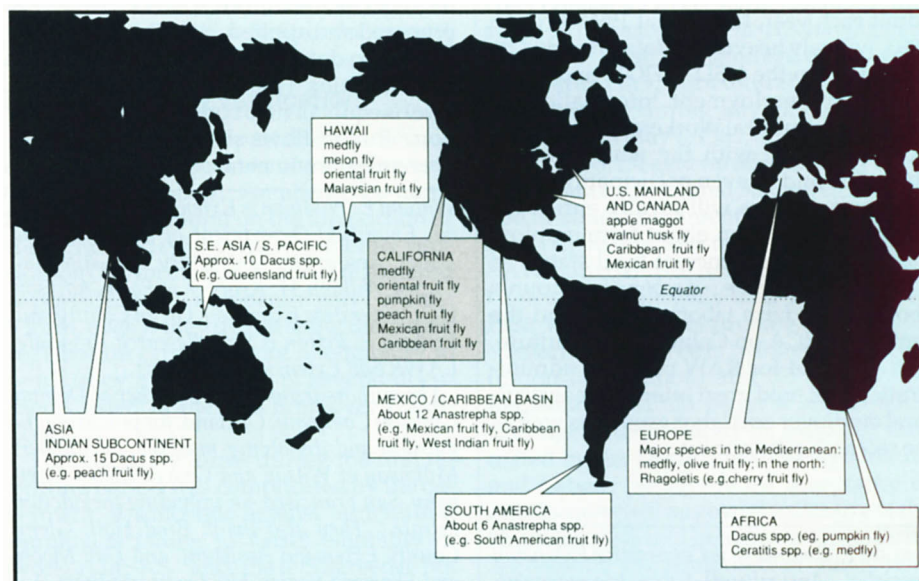 HAWAII
medfly
melon fly
oriental fruit fly
Malaysian fruit fly
U.S. MAINLAND
AND CANADA
apple maggot
walnut husk fly
Caribbean fruit fly
Mexican fruit fly
S.E. ASIA / S. PACIFIC
Approx. 10 Dacus spp.
(e.g. Queensland fruit fly)
CALIFORNIA
medfly
oriental fruit fly
pumpkin fly
peach fruit fly
Mexican fruit fly
Caribbean fruit fly
Equator
ASIA
INDIAN SUBCONTINENT
Approx. 15 Dacus spp.
(e.g. peach fruit fly)
MEXICO / CARIBBEAN BASIN
About 12 Anastrepha spp.
(e.g. Mexican fruit fly, Caribbean
fruit fly, West Indian fruit fly)
EUROPE
Major species in the Mediterranean:
medfly, olive fruit fly; in the north:
Rhagoletis (e.g.cherry fruit fly)
SOUTH AMERICA
About 6 Anastrepha spp.
(e.g. South American fruit fly)
AFRICA
Dacus spp. (eg. pumpkin fly)
Ceratitis spp. (e.g. medfly)